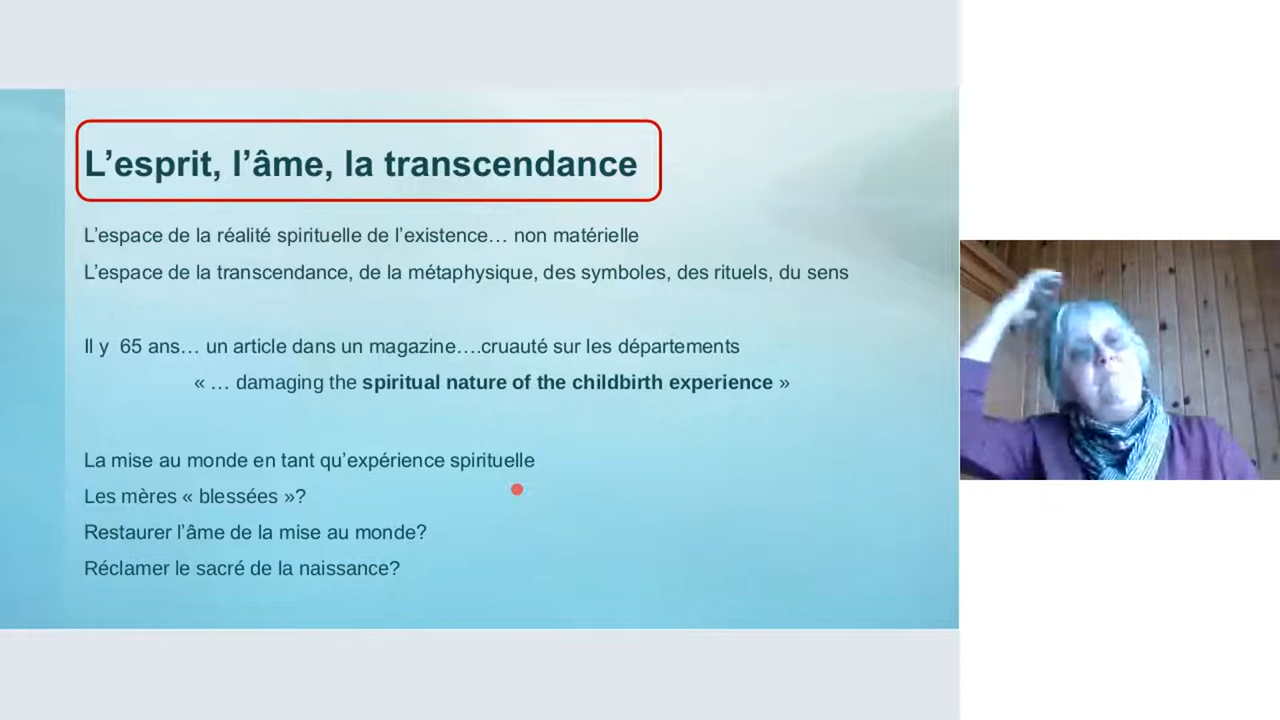 L’esprit, l’âme, la transcendance
L’espace de la réalité spirituelle de l’existence… non matérielle
L’espace de la transcendance, de la métaphysique, des symboles, des rituels, du sens
Il y  65 ans… un article dans un magazine….cruauté sur les départements
« … damaging the spiritual nature of the childbirth experience »
La mise au monde en tant qu’expérience spirituelle
Les mères « blessées »?
Restaurer l’âme de la mise au monde?
Réclamer le sacré de la naissance?